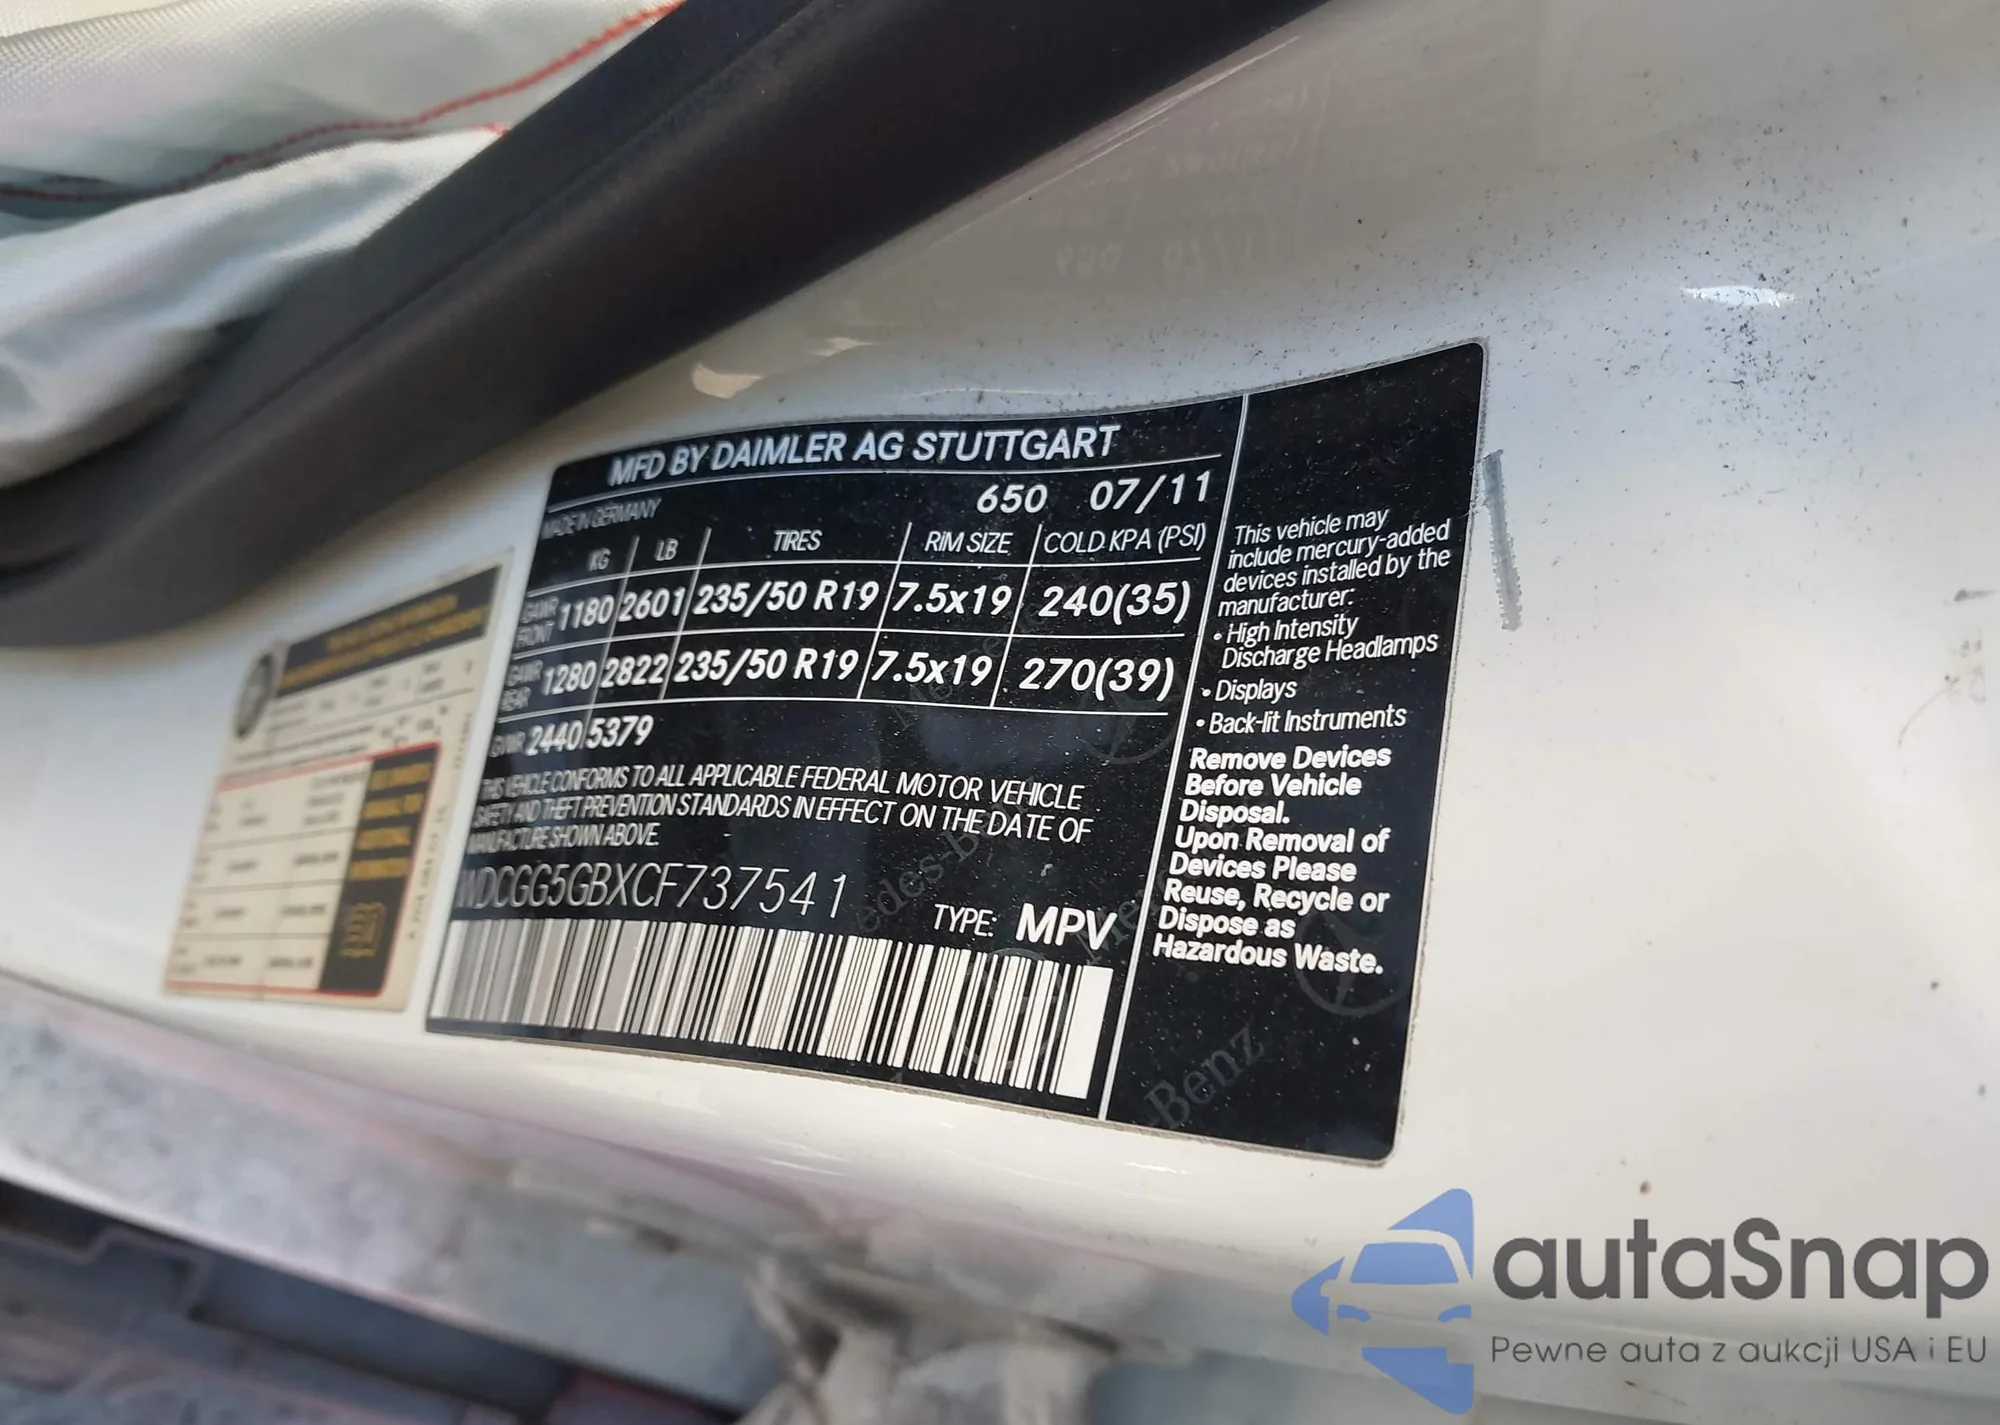 MFD BY DAIMLER AG STUTTGART
MADE IN GERMANY
650 07/11
KG LB TIRES RIM SIZE COLD KPA (PSI)
GAWR FRONT 1180 2601 235/50 R19 7.5x19 240(35)
GAWR REAR 1280 2822 235/50 R19 7.5x19 270(39)
GVWR 2440 5379
THIS VEHICLE CONFORMS TO ALL APPLICABLE FEDERAL MOTOR VEHICLE
SAFETY AND THEFT PREVENTION STANDARDS IN EFFECT ON THE DATE OF
MANUFACTURE SHOWN ABOVE.
WDCGG5GBXCF737541
TYPE: MPV
This vehicle may
include mercury-added
devices installed by the
manufacturer:
• High Intensity
Discharge Headlamps
• Displays
• Back-lit Instruments
Remove Devices
Before Vehicle
Disposal.
Upon Removal of
Devices Please
Reuse, Recycle or
Dispose as
Hazardous Waste.
autaSnap
Pewne auta z aukcji USA i EU